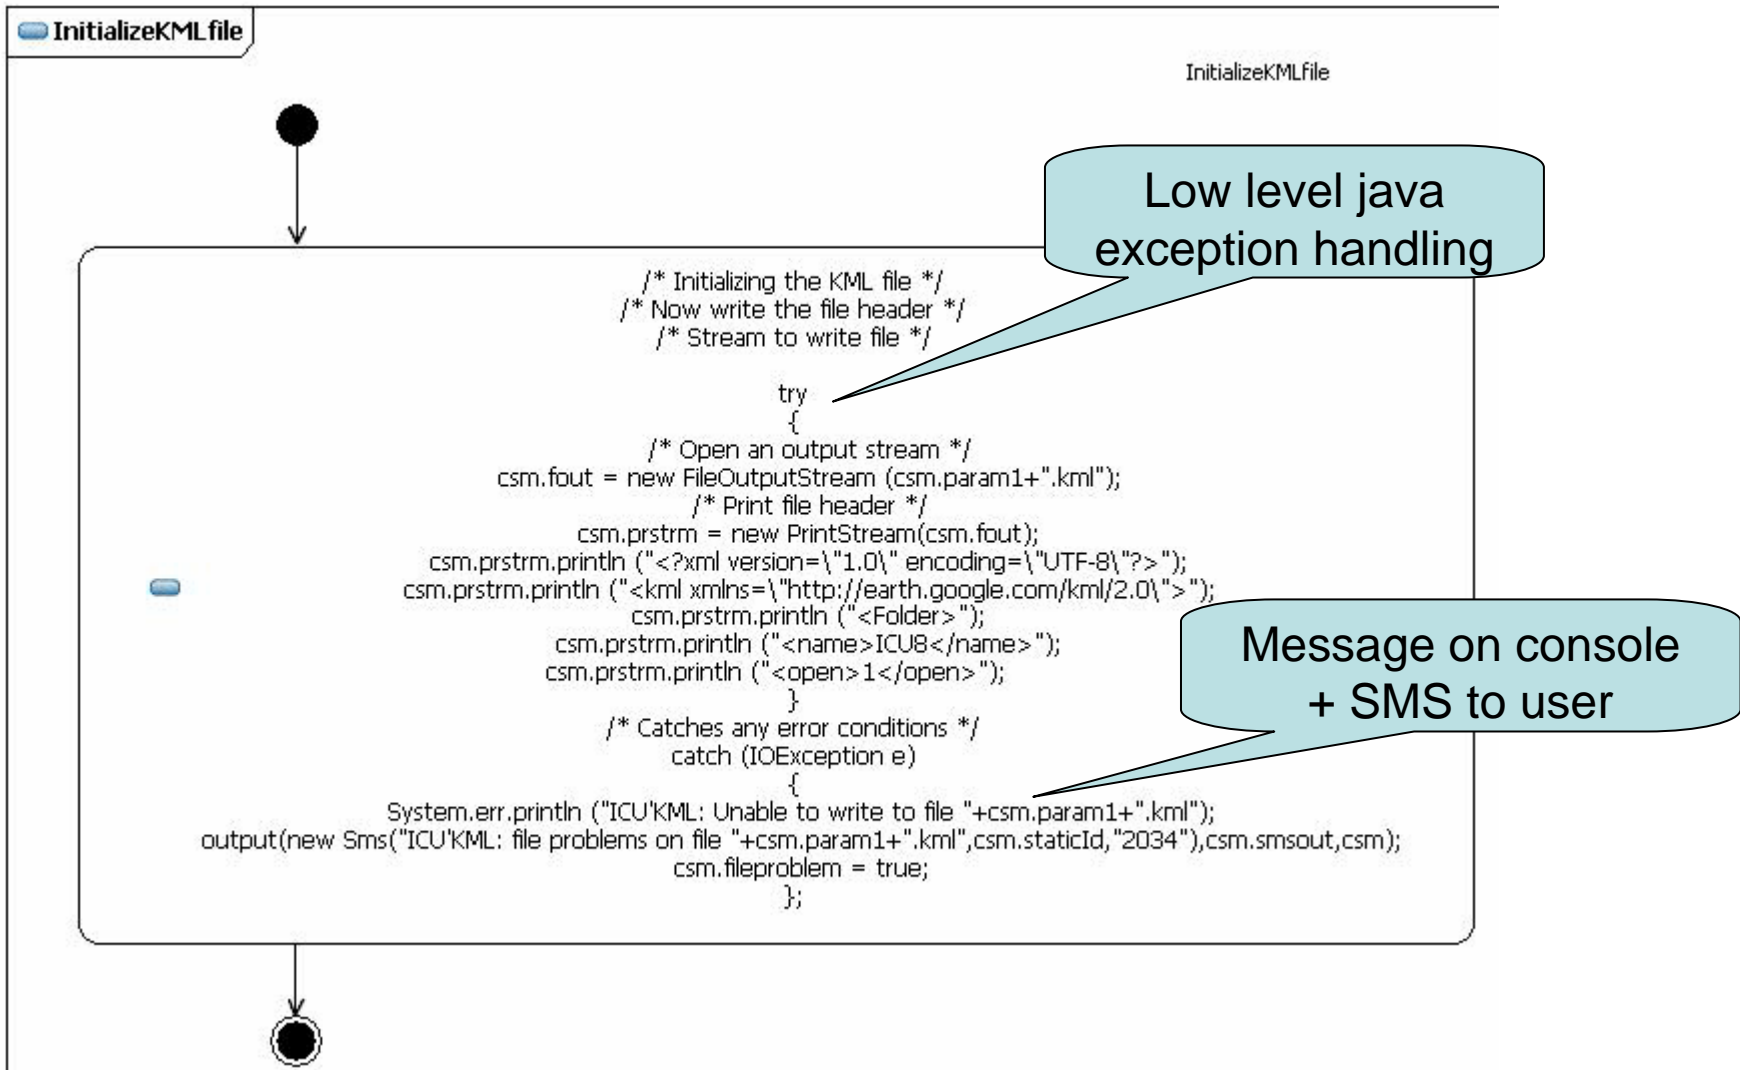 InitializeKMLfile
InitializeKMLfile
Low level java
exception handling
/* Initializing the KML file */
/* Now write the file header */
/* Stream to write file */
try
{
/* Open an output stream */
csm.fout = new FileOutputStream (csm.param1+".kml");
/* Print file header */
csm.prstrm = new PrintStream(csm.fout);
csm.prstrm.println ("<?xml version=\"1.0\" encoding=\"UTF-8\"?>");
csm.prstrm.println ("<kml xmlns=\"http://earth.google.com/kml/2.0\">");
csm.prstrm.println ("<Folder>");
csm.prstrm.println ("<name>ICU8</name>");
csm.prstrm.println ("<open>1</open>");
}
/* Catches any error conditions */
catch (IOException e)
{
System.err.println ("ICU'KML: Unable to write to file "+csm.param1+".kml");
output(new Sms("ICU'KML: file problems on file "+csm.param1+".kml",csm.staticId,"2034"),csm.smsout,csm);
csm.fileproblem = true;
};
Message on console
+ SMS to user